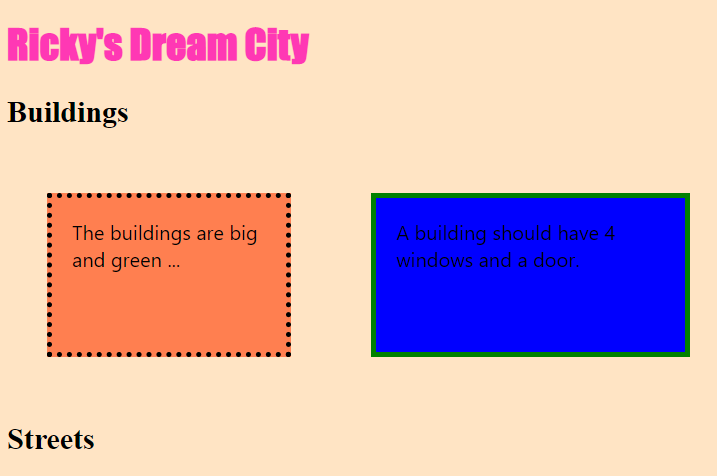 Ricky's Dream City
Buildings
The buildings are big
and green ...
A building should have 4
windows and a door.
Streets